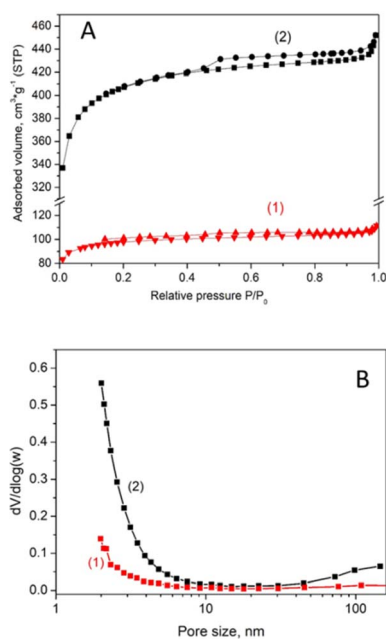 A
Adsorbed volume, cm³*g⁻¹ (STP)
460
440
420
400
380
360
340
320
100
80
(2)
(1)
0.0 0.2 0.4 0.6 0.8 1.0
Relative pressure P/P₀
B
dV/dlog(w)
0.6
0.5
0.4
0.3
0.2
0.1
0.0
(2)
(1)
1 10 100
Pore size, nm